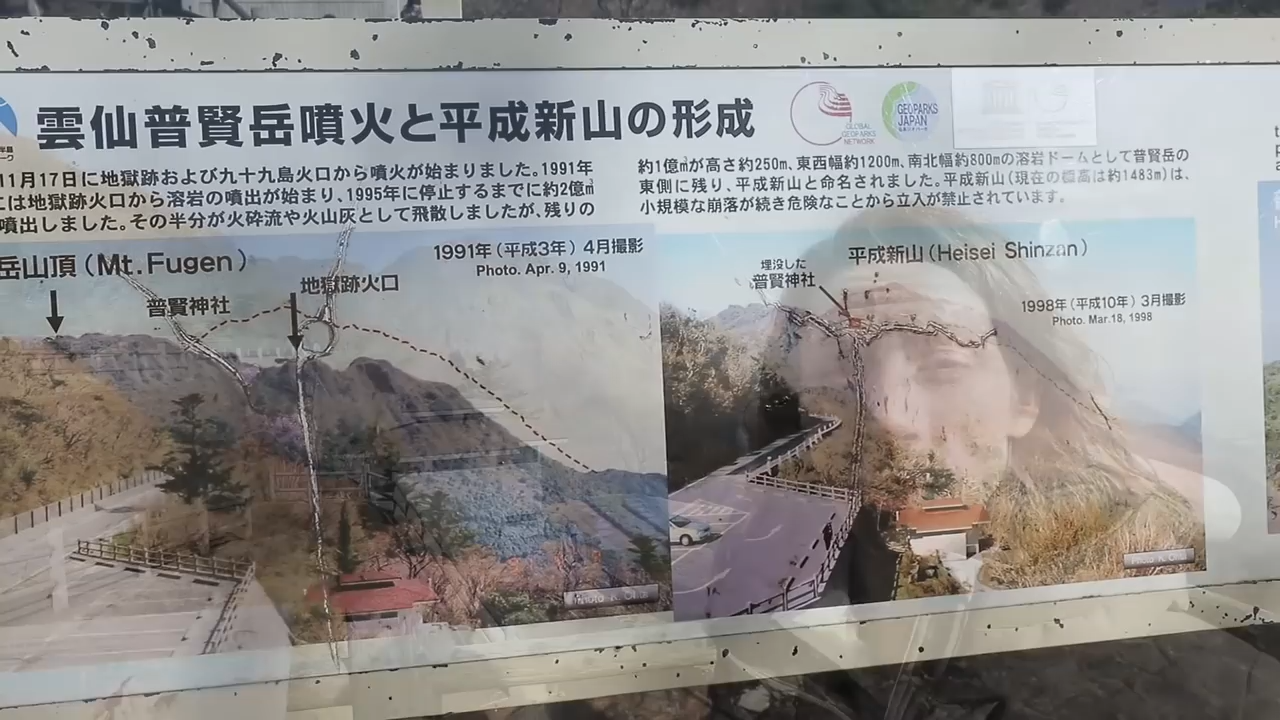 雲仙普賢岳噴火と平成新山の形成
GLOBAL
GEOPARKS
NETWORK
GEOPARKS
JAPAN
11月17日に地獄跡および九十九島火口から噴火が始まりました。1991年
には地獄跡火口から溶岩の噴出が始まり、1995年に停止するまでに約2億㎥
噴出しました。その半分が火砕流や火山灰として飛散しましたが、残りの
約1億㎥が高さ約250m、東西幅約1200m、南北幅約800mの溶岩ドームとして普賢岳の
東側に残り、平成新山と命名されました。平成新山（現在の標高は約1483m）は、
小規模な崩落が続き危険なことから立入が禁止されています。
岳山頂（Mt.Fugen）
普賢神社
地獄跡火口
1991年（平成3年）4月撮影
Photo. Apr. 9, 1991
埋没した
普賢神社
平成新山（Heisei Shinzan）
1998年（平成10年）3月撮影
Photo. Mar.18, 1998